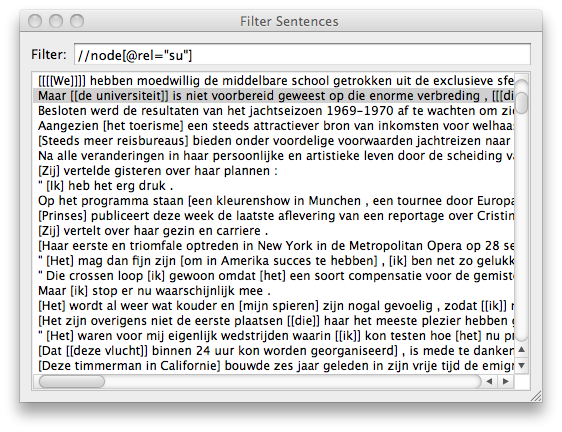 Filter Sentences
Filter: //node[@rel="su"]
[[[[We]]]] hebben moedwillig de middelbare school getrokken uit de exclusieve sfe
Maar [[de universiteit]] is niet voorbereid geweest op die enorme verbreding , [[[di
Besloten werd de resultaten van het jachtseizoen 1969-1970 af te wachten om zi
Aangezien [het toerisme] een steeds attractiever bron van inkomsten voor welhaa
[Steeds meer reisbureaus] bieden onder voordelige voorwaarden jachtreizen naar
Na alle veranderingen in haar persoonlijke en artistieke leven door de scheiding va
[Zij] vertelde gisteren over haar plannen :
" [Ik] heb het erg druk .
Op het programma staan [een kleurenshow in Munchen , een tournee door Europa
[Prinses] publiceert deze week de laatste aflevering van een reportage over Cristin
[Zij] vertelt over haar gezin en carriere .
[Haar eerste en triomfale optreden in New York in de Metropolitan Opera op 28 se
" [Het] mag dan fijn zijn [om in Amerika succes te hebben] , [ik] ben net zo gelukk
" Die crossen loop [ik] gewoon omdat [het] een soort compensatie voor de gemist
Maar [ik] stop er nu waarschijnlijk mee .
[Het] wordt al weer wat kouder en [mijn spieren] zijn nogal gevoelig , zodat [[ik]] n
[Het zijn overigens niet de eerste plaatsen [[die]] haar het meeste plezier hebben g
" [Het] waren voor mij eigenlijk wedstrijden waarin [[ik]] kon testen hoe [het] nu pr
[Dat [[deze vlucht]] binnen 24 uur kon worden georganiseerd] , is mede te danken
[Deze timmerman in Californie] bouwde zes jaar geleden in zijn vrije tijd de emigr